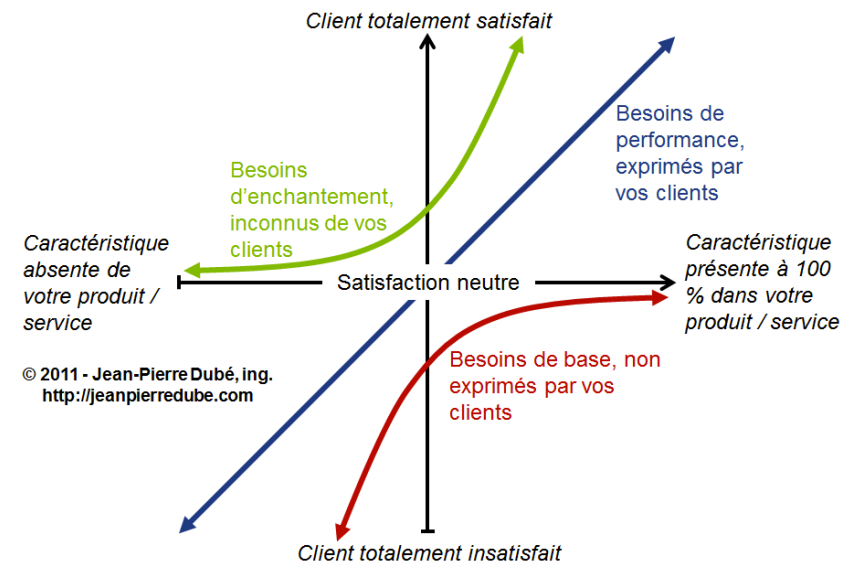 Client totalement satisfait
Besoins de
performance,
exprimés par
vos clients
Besoins
d'enchantement,
inconnus de vos
clients
Caractéristique
absente de
votre produit /
service
Satisfaction neutre
Caractéristique
présente à 100
% dans votre
produit / service
© 2011 - Jean-Pierre Dubé, ing.
http://jeanpierredube.com
Besoins de base, non
exprimés par vos
clients
Client totalement insatisfait